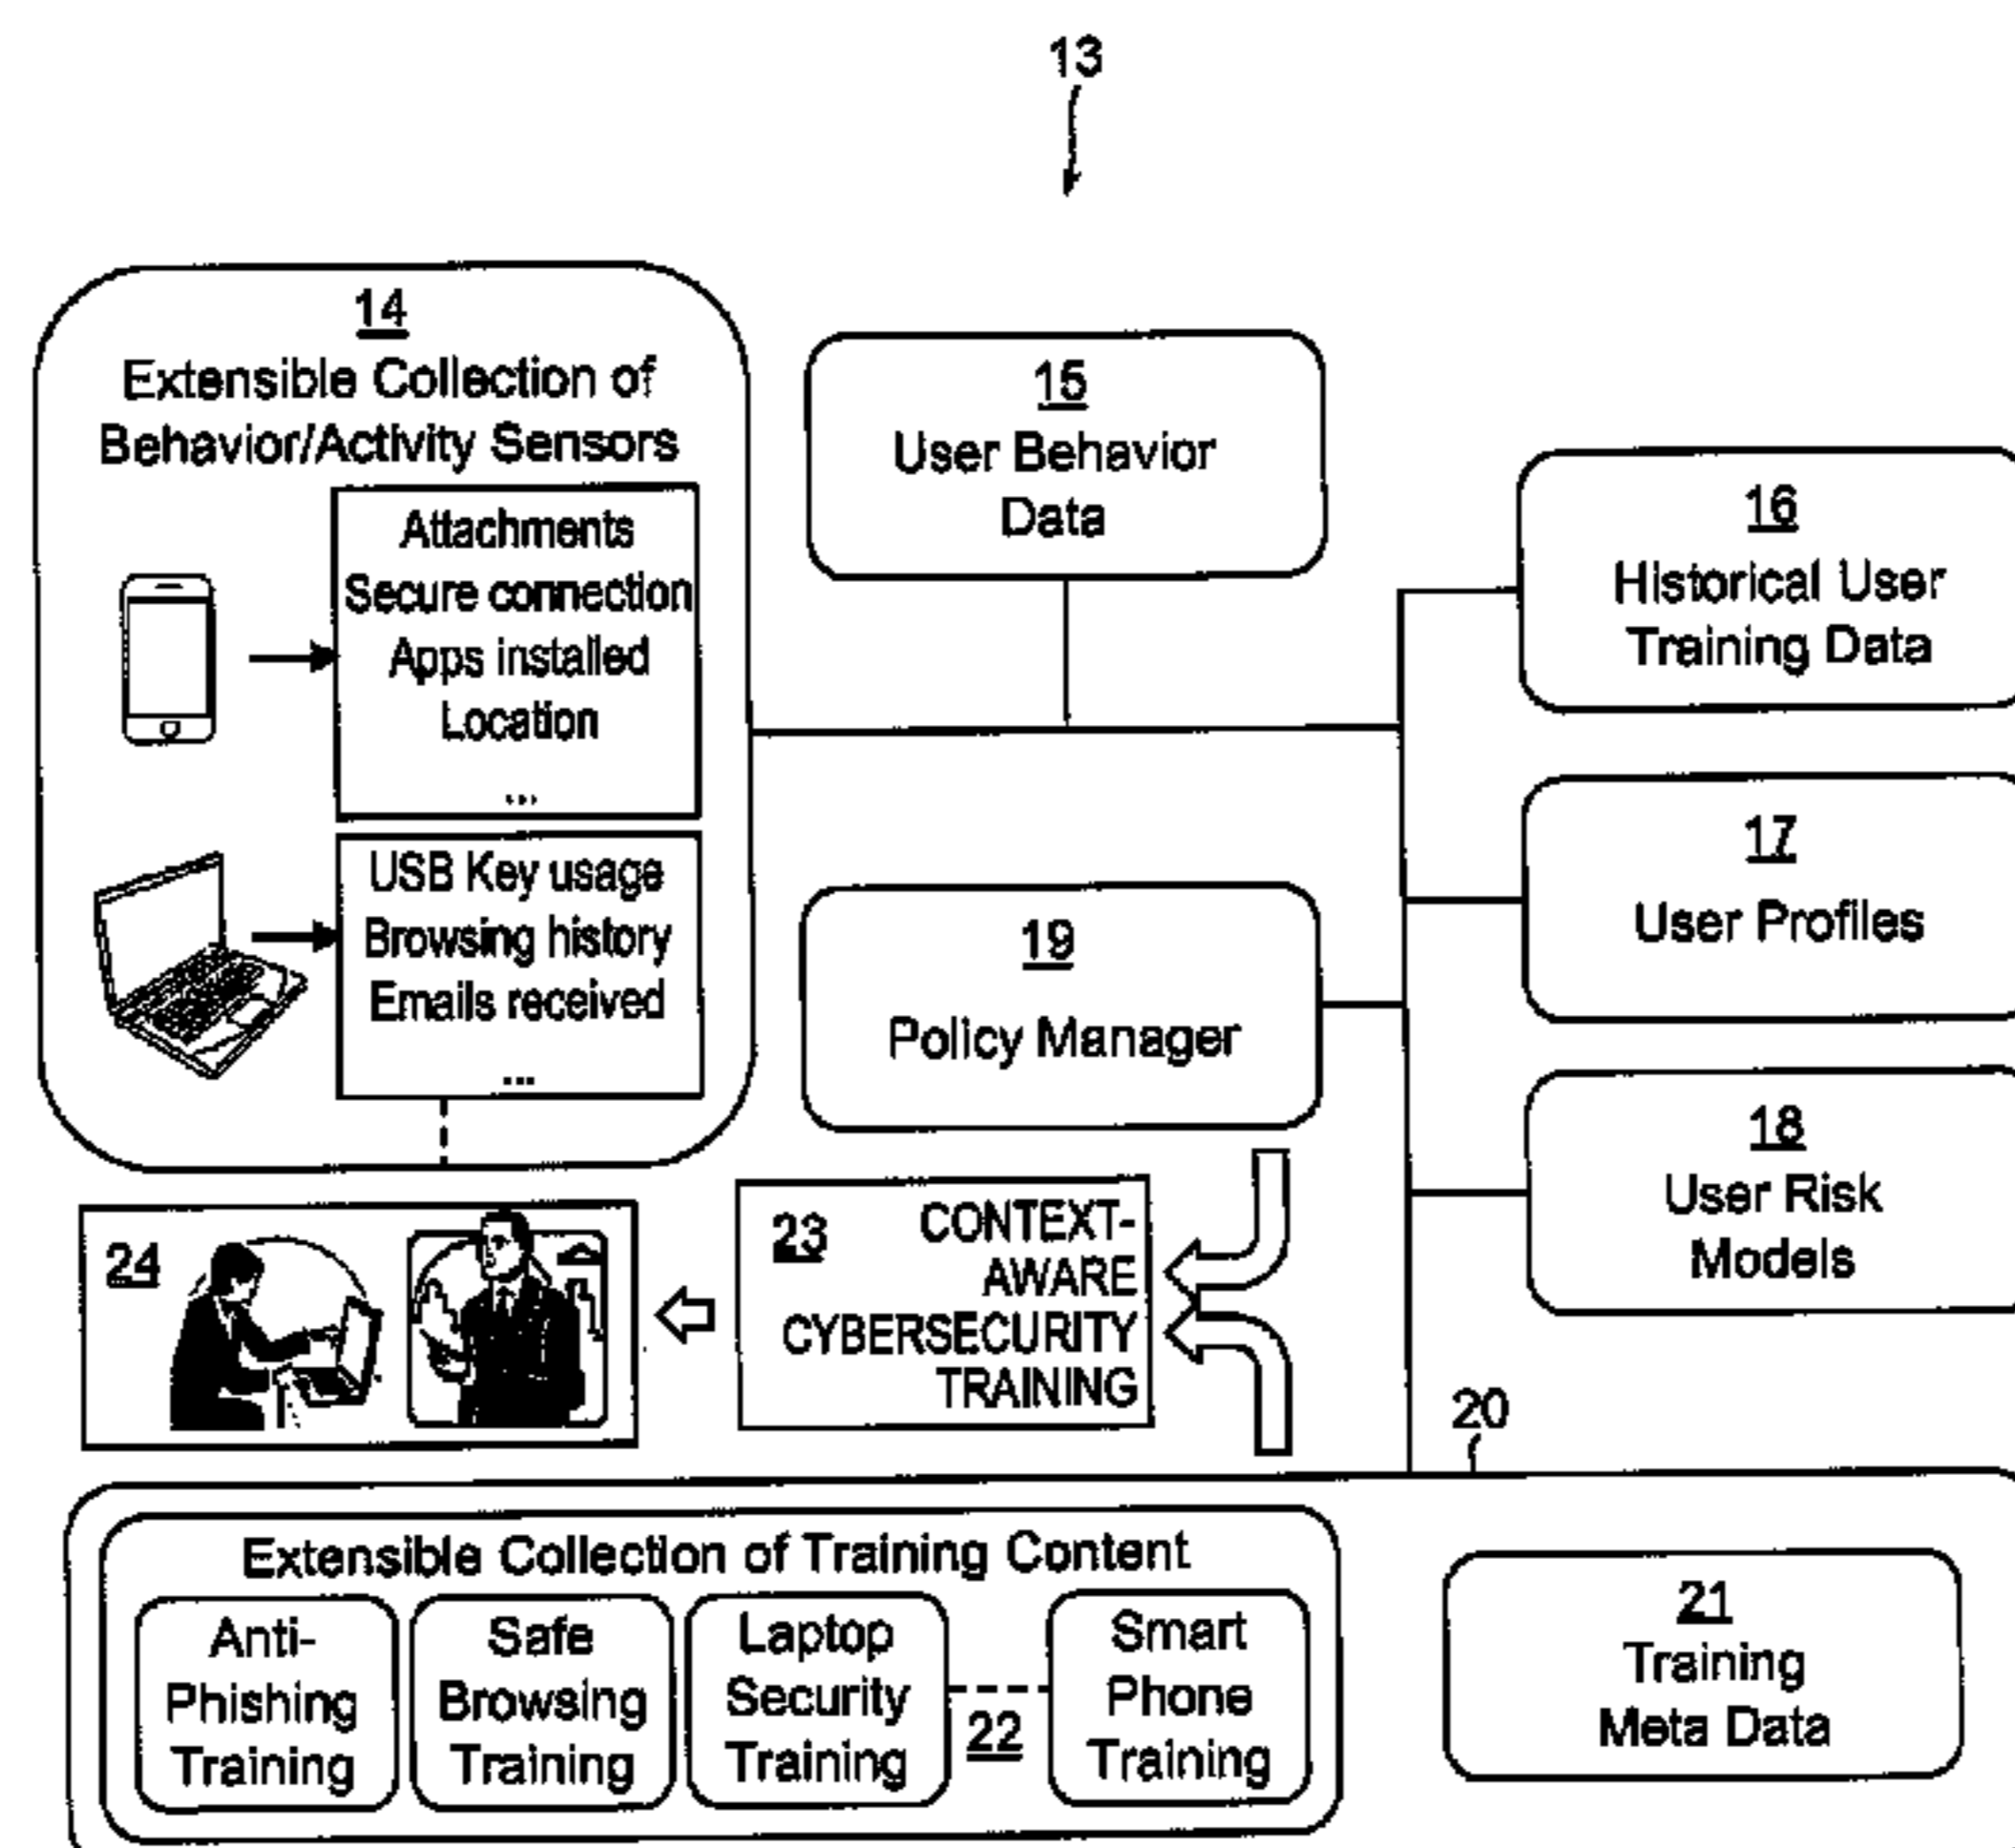 13
14
Extensible Collection of
Behavior/Activity Sensors
Attachments
Secure connection
Apps installed
Location
...
USB Key usage
Browsing history
Emails received
...
15
User Behavior
Data
16
Historical User
Training Data
17
User Profiles
19
Policy Manager
18
User Risk
Models
24
23
CONTEXT-
AWARE
CYBERSECURITY
TRAINING
20
Extensible Collection of Training Content
Anti-
Phishing
Training
Safe
Browsing
Training
Laptop
Security
Training
22
Smart
Phone
Training
21
Training
Meta Data